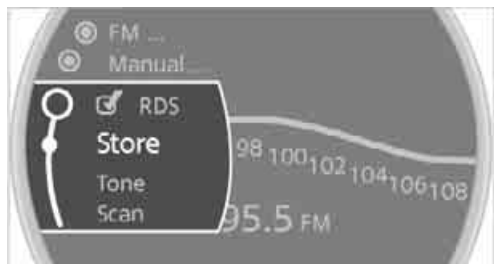 FM ...
Manual ...
RDS
Store
Tone
Scan
98 100 102 104 106 108
95.5 FM